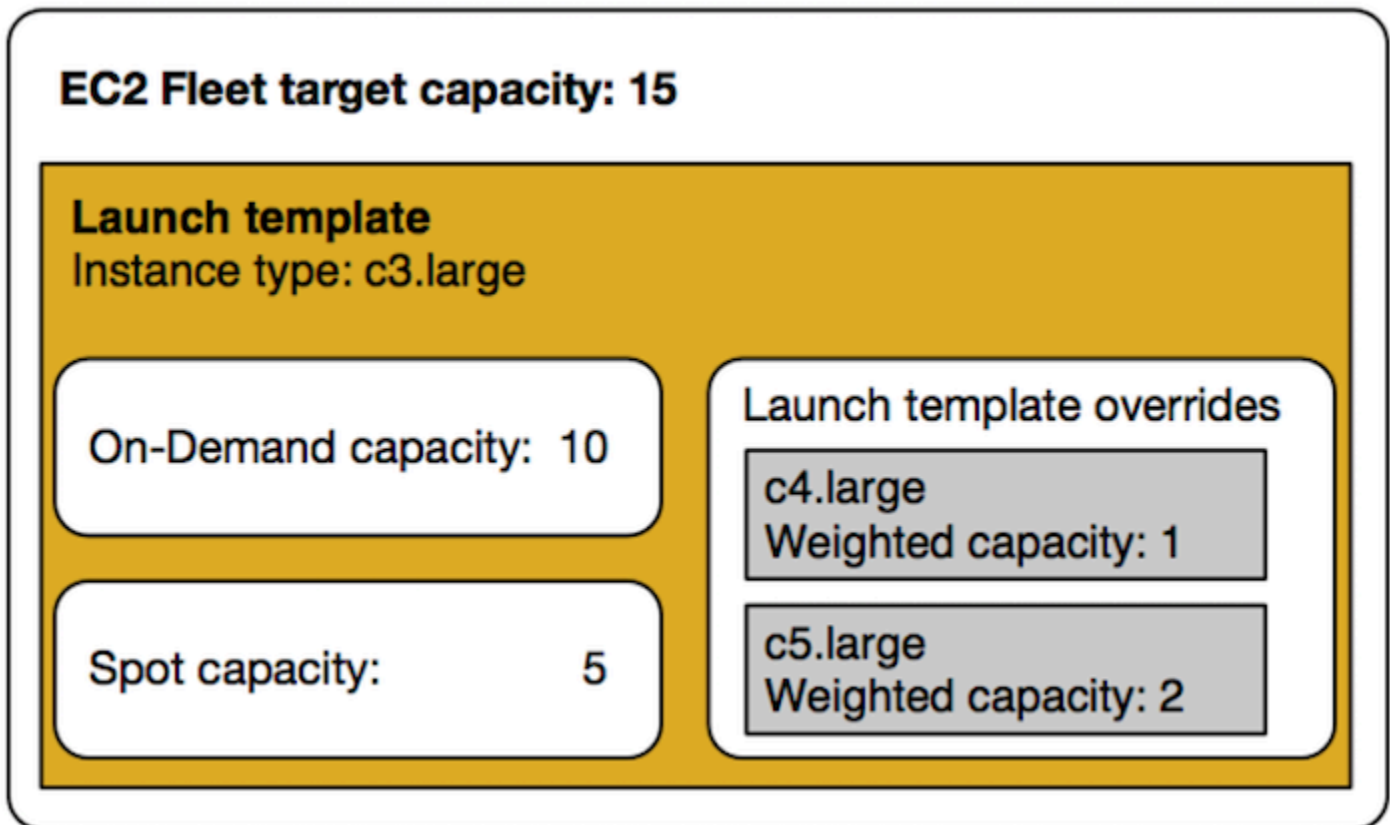 EC2 Fleet target capacity: 15
Launch template
Instance type: c3.large
On-Demand capacity: 10
Spot capacity: 5
Launch template overrides
c4.large
Weighted capacity: 1
c5.large
Weighted capacity: 2